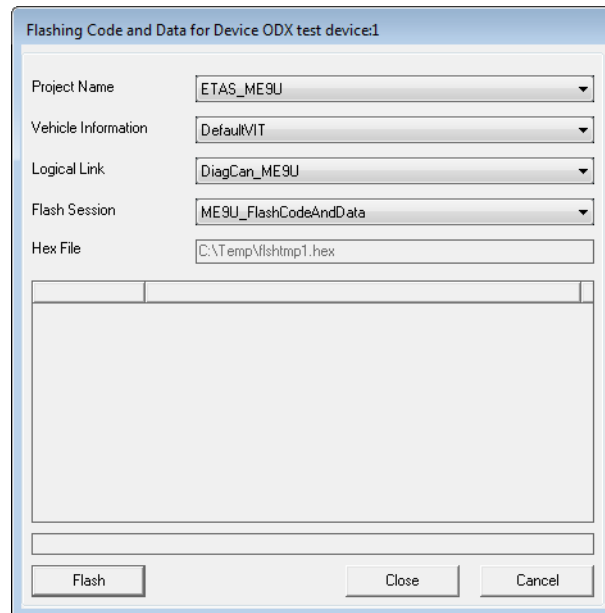 Flashing Code and Data for Device ODX test device:1
Project Name
ETAS_ME9U
Vehicle Information
DefaultVIT
Logical Link
DiagCan_ME9U
Flash Session
ME9U_FlashCodeAndData
Hex File
C:\Temp\flshtmp1.hex
Flash
Close
Cancel